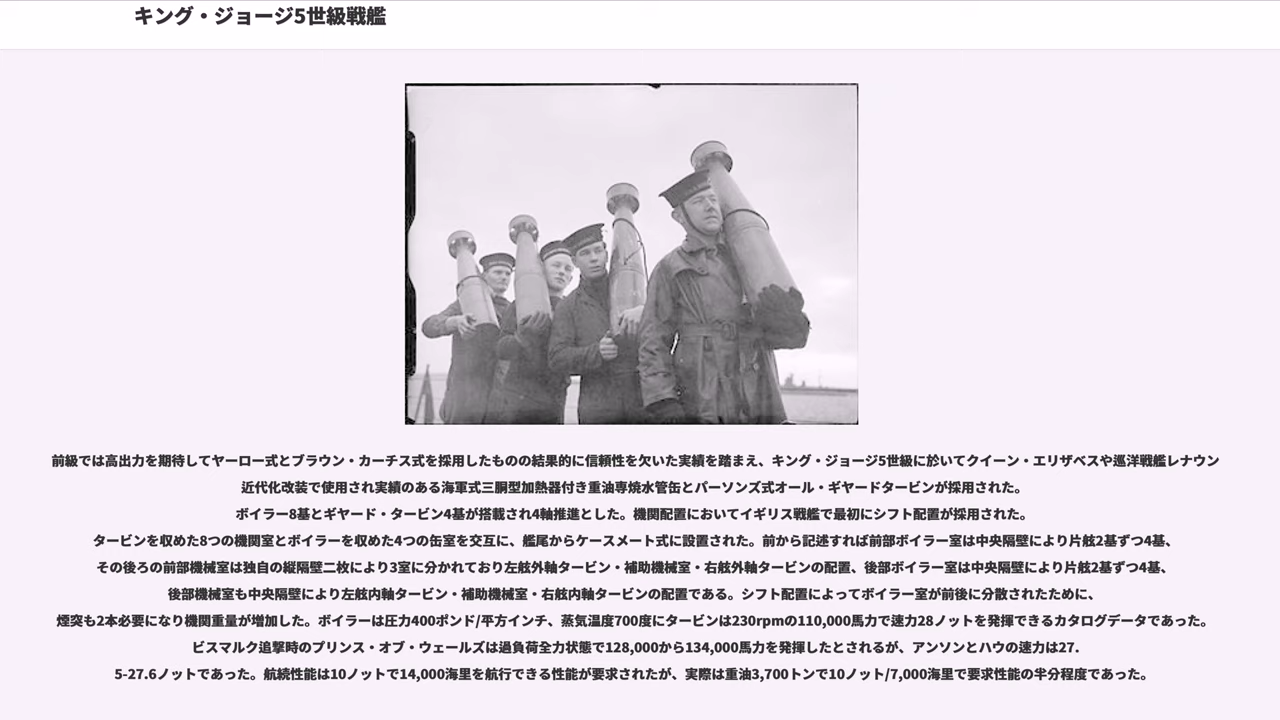 キング・ジョージ5世級戦艦
前級では高出力を期待してヤーロー式とブラウン・カーチス式を採用したものの結果的に信頼性を欠いた実績を踏まえ、キング・ジョージ5世級に於いてクイーン・エリザベスや巡洋戦艦レナウン
近代化改装で使用され実績のある海軍式三胴型加熱器付き重油専焼水管缶とパーソンズ式オール・ギヤードタービンが採用された。
ボイラー8基とギヤード・タービン4基が搭載され4軸推進とした。機関配置においてイギリス戦艦で最初にシフト配置が採用された。
タービンを収めた8つの機関室とボイラーを収めた4つの缶室を交互に、艦尾からケースメート式に設置された。前から記述すれば前部ボイラー室は中央隔壁により片舷2基ずつ4基、
その後ろの前部機械室は独自の縦隔壁二枚により3室に分かれており左舷外軸タービン・補助機械室・右舷外軸タービンの配置、後部ボイラー室は中央隔壁により片舷2基ずつ4基、
後部機械室も中央隔壁により左舷内軸タービン・補助機械室・右舷内軸タービンの配置である。シフト配置によってボイラー室が前後に分散されたために、
煙突も2本必要になり機関重量が増加した。ボイラーは圧力400ポンド/平方インチ、蒸気温度700度にタービンは230rpmの110,000馬力で速力28ノットを発揮できるカタログデータであった。
ビスマルク追撃時のプリンス・オブ・ウェールズは過負荷全力状態で128,000から134,000馬力を発揮したとされるが、アンソンとハウの速力は27.
5-27.6ノットであった。航続性能は10ノットで14,000海里を航行できる性能が要求されたが、実際は重油3,700トンで10ノット/7,000海里で要求性能の半分程度であった。